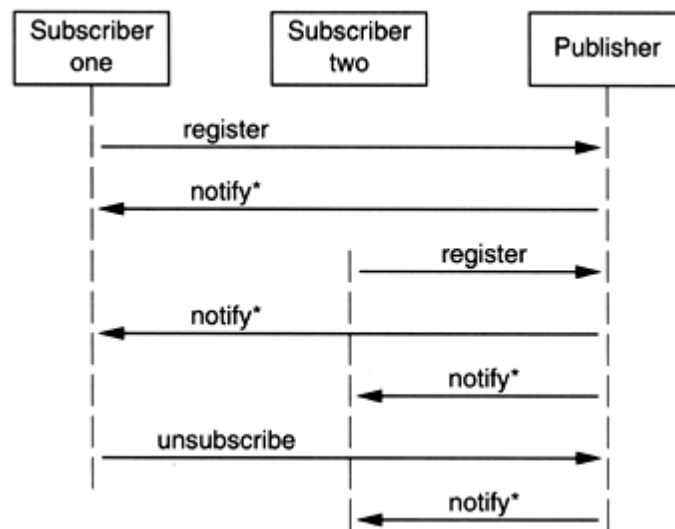 Subscriber
one
Subscriber
two
Publisher
register
notify*
register
notify*
notify*
unsubscribe
notify*